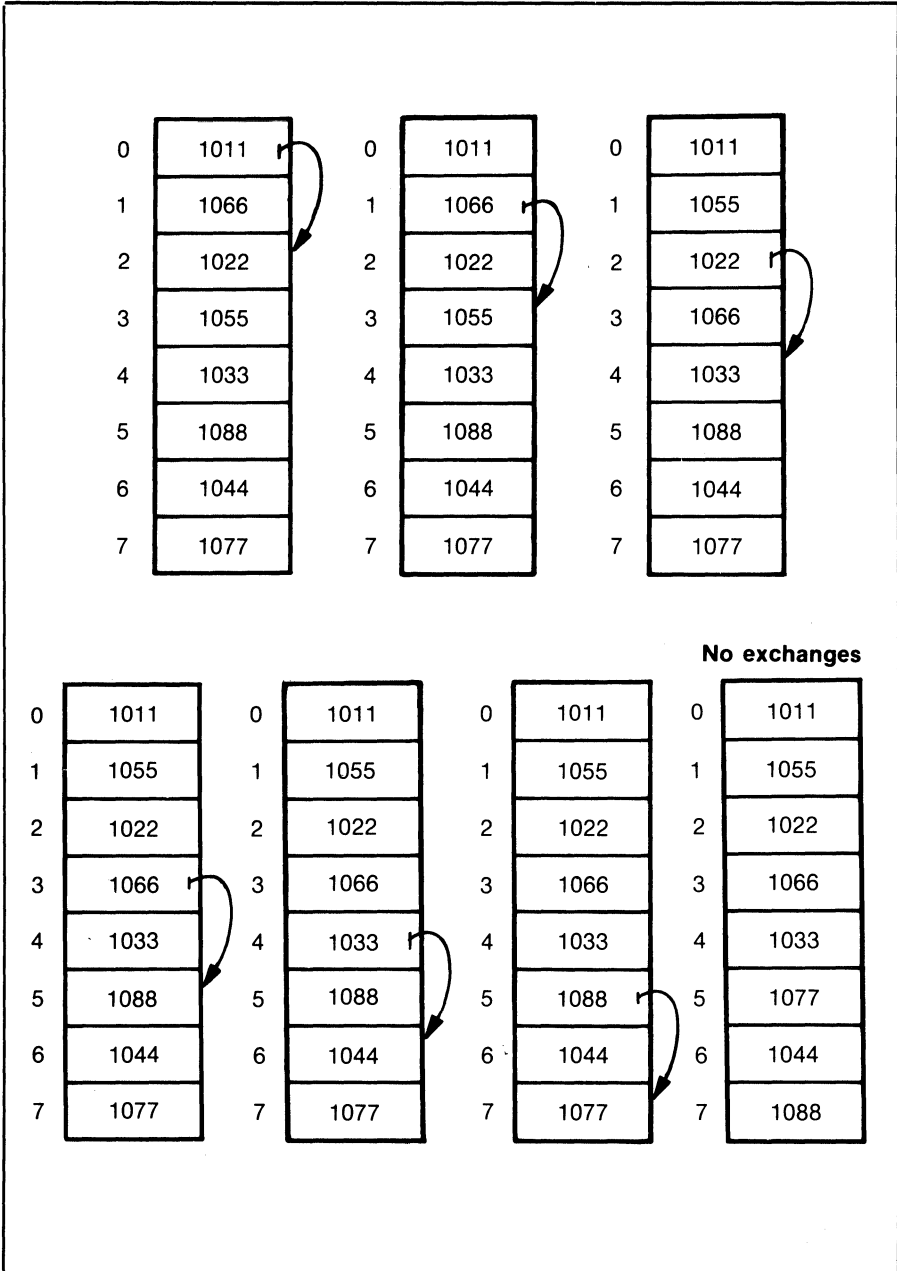 0 1011 0 1011 0 1011
1 1066 1 1066 1 1055
2 1022 2 1022 2 1022
3 1055 3 1055 3 1066
4 1033 4 1033 4 1033
5 1088 5 1088 5 1088
6 1044 6 1044 6 1044
7 1077 7 1077 7 1077
No exchanges
0 1011 0 1011 0 1011 0 1011
1 1055 1 1055 1 1055 1 1055
2 1022 2 1022 2 1022 2 1022
3 1066 3 1066 3 1066 3 1066
4 1033 4 1033 4 1033 4 1033
5 1088 5 1088 5 1088 5 1077
6 1044 6 1044 6 1044 6 1044
7 1077 7 1077 7 1077 7 1088